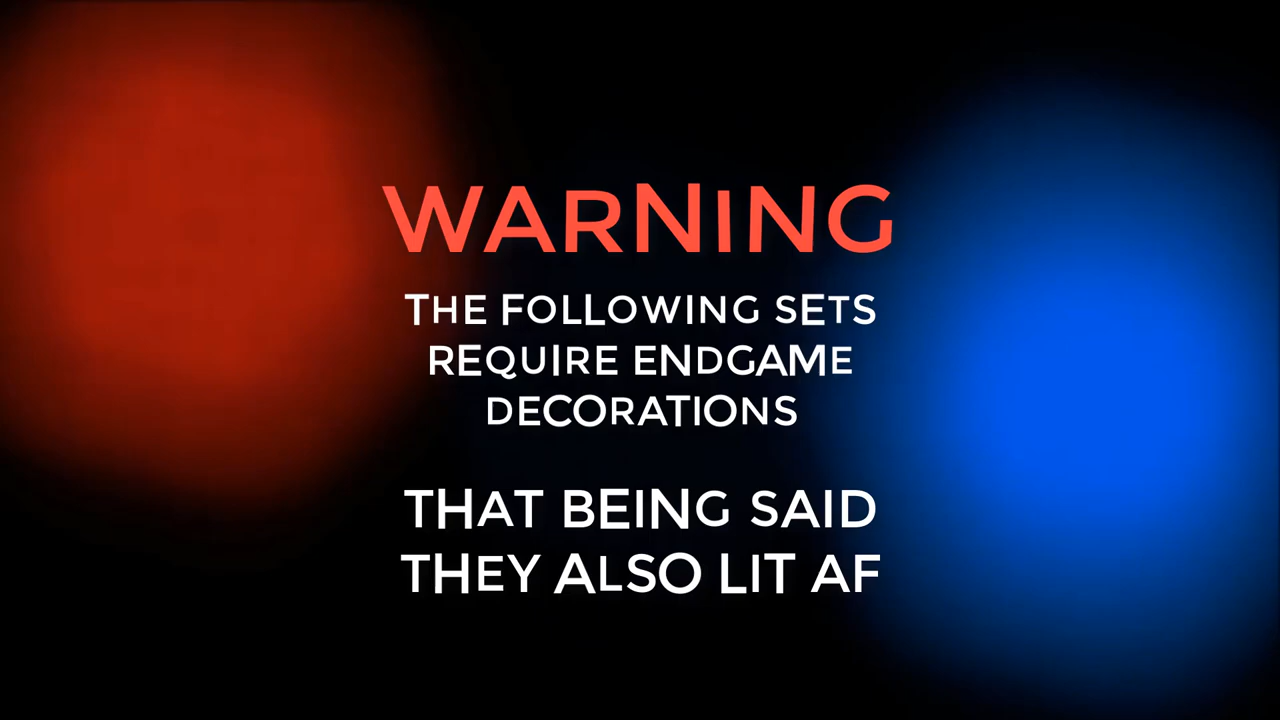 WARNING
THE FOLLOWING SETS
REQUIRE ENDGAME
DECORATIONS
THAT BEING SAID
THEY ALSO LIT AF